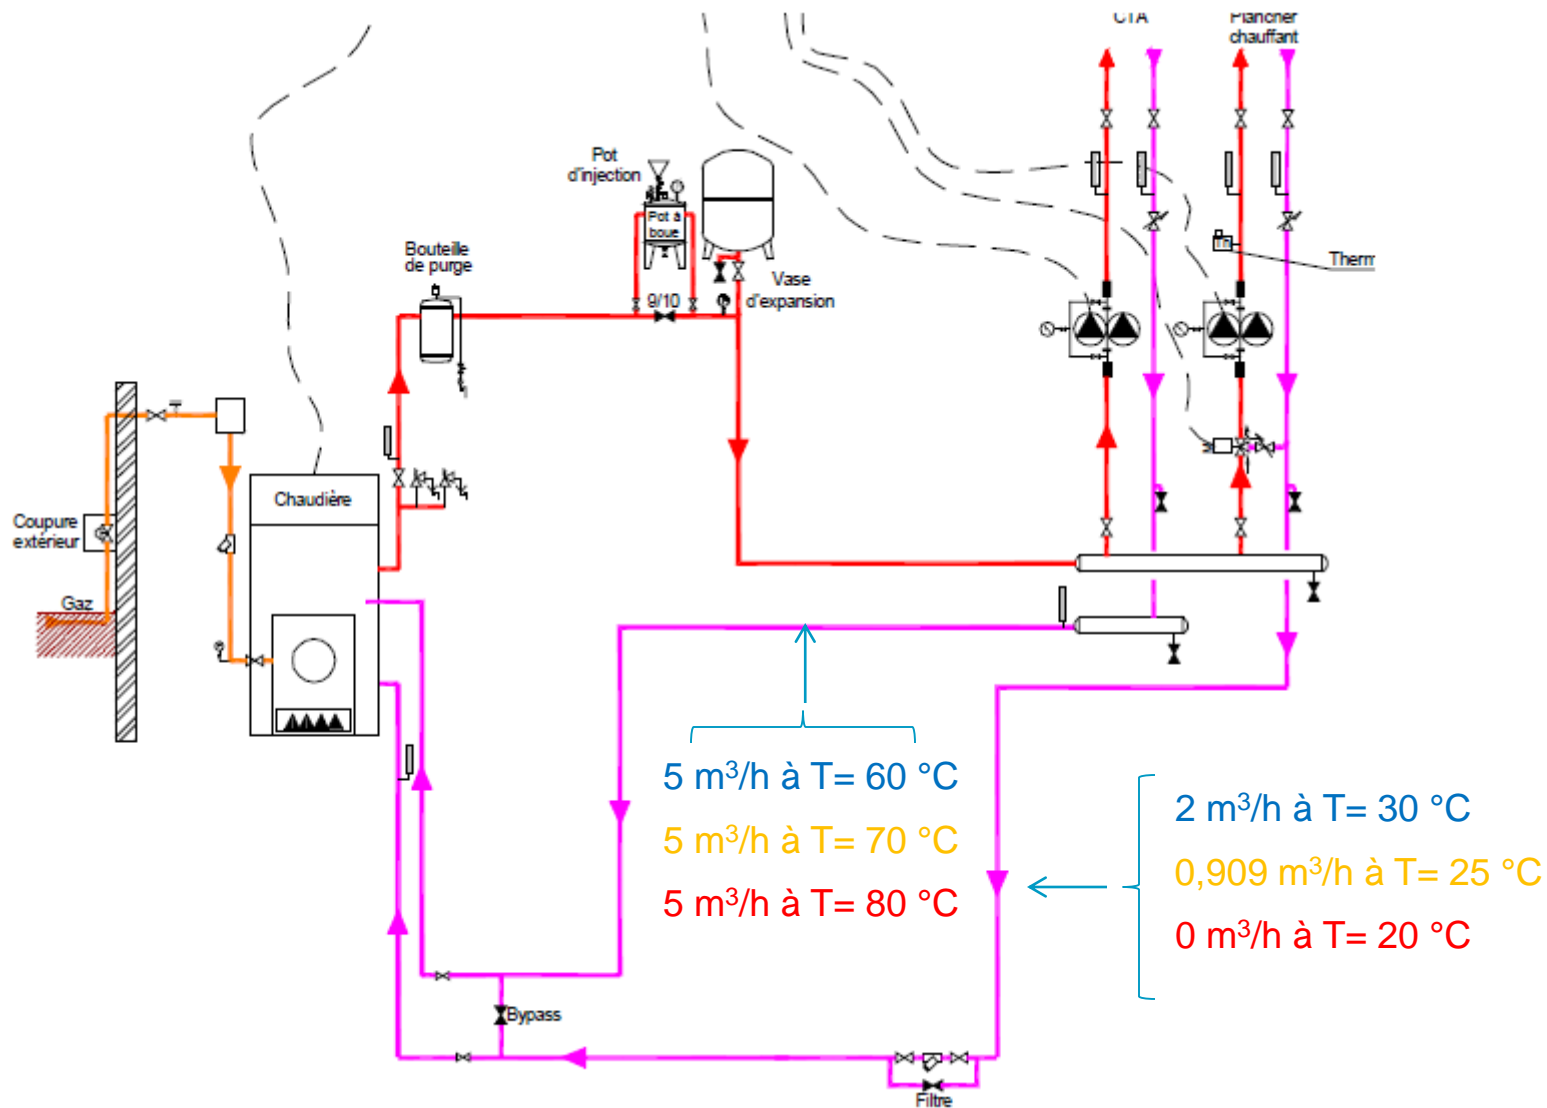 CTA
Plancher
chauffant
Pot
d'injection
Pot à
boue
Bouteille
de purge
9/10
Vase
d'expansion
Th
Therm
Chaudière
Coupure
extérieur
Gaz
5 m³/h à T= 60 °C
5 m³/h à T= 70 °C
5 m³/h à T= 80 °C
2 m³/h à T= 30 °C
0,909 m³/h à T= 25 °C
0 m³/h à T= 20 °C
Bypass
Filtre